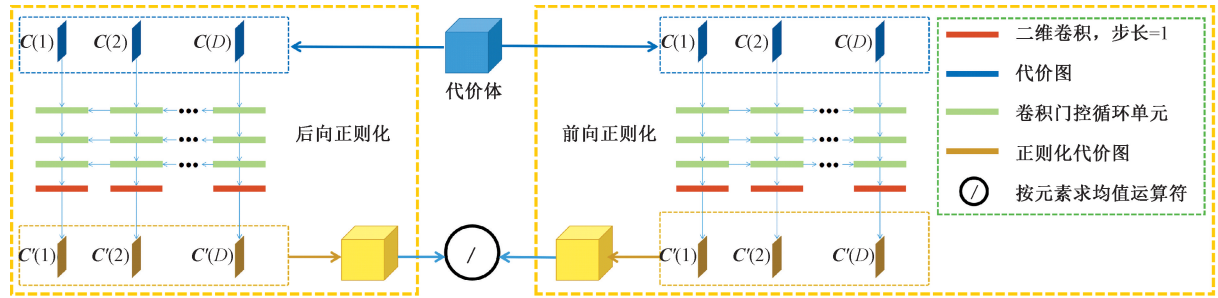 C(1) C(2) C(D)
代价体
C(1) C(2) C(D)
二维卷积，步长=1
代价图
卷积门控循环单元
正则化代价图
/ 按元素求均值运算符
•••
•••
•••
后向正则化
前向正则化
•••
•••
•••
C′(1) C′(2) C′(D)
/
C′(1) C′(2) C′(D)